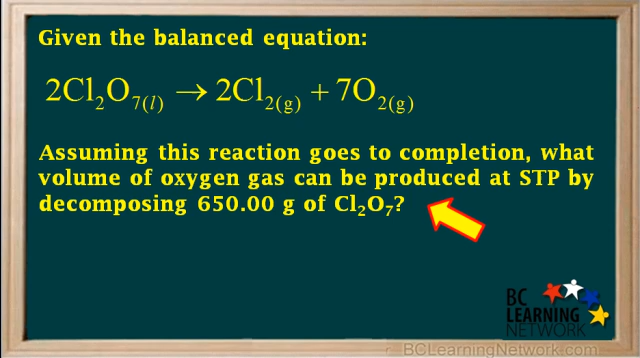 Given the balanced equation:
2Cl₂O₇₍ₗ₎ → 2Cl₂₍g₎ + 7O₂₍g₎
Assuming this reaction goes to completion, what
volume of oxygen gas can be produced at STP by
decomposing 650.00 g of Cl₂O₇?
BC
LEARNING
NETWORK
BCLearningNetwork.com